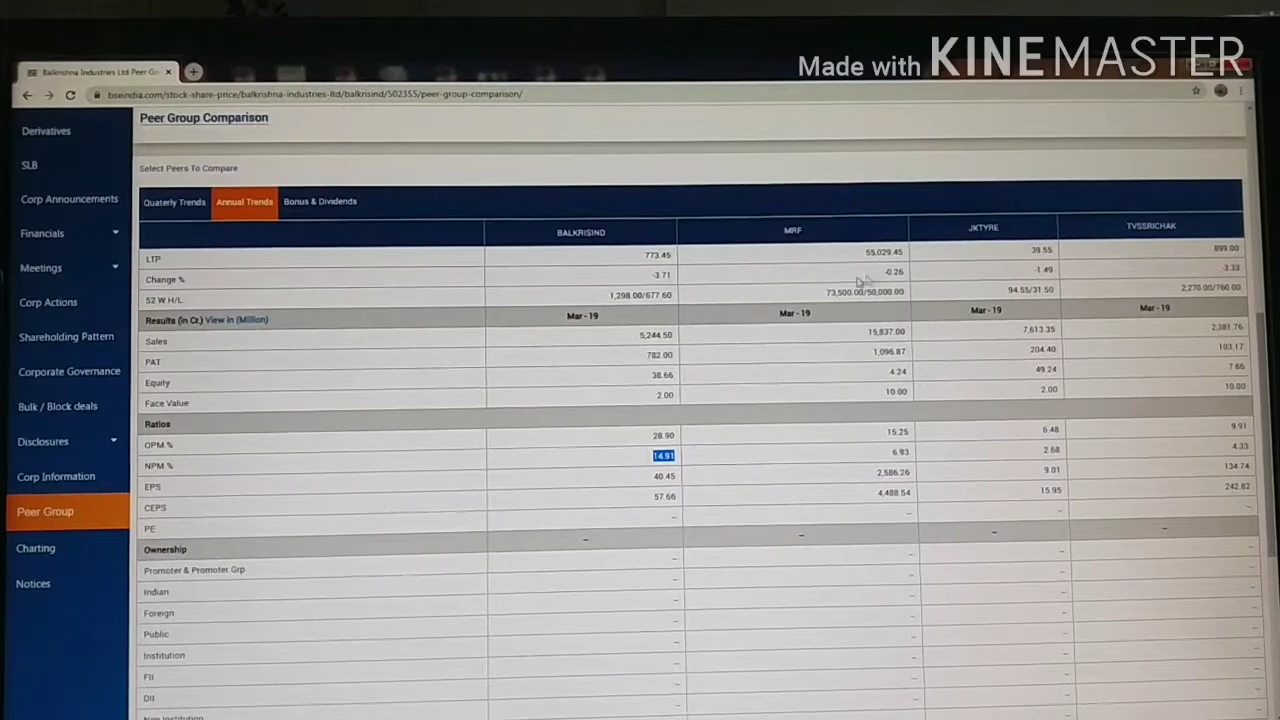 Made with KINEMASTER
Balkrishna Industries Ltd Peer Gr
bseindia.com/stock-share-price/balkrishna-industries-ltd/balkrisind/502355/peer-group-comparison/
Derivatives
SLB
Corp Announcements
Financials
Meetings
Corp Actions
Shareholding Pattern
Corporate Governance
Bulk / Block deals
Disclosures
Corp Information
Peer Group
Charting
Notices
Peer Group Comparison
Select Peers To Compare
Quaterly Trends Annual Trends Bonus & Dividends
BALKRISIND MRF JKTYRE TVSSRICHAK
LTP 773.45 55,029.45 39.55 899.00
Change % -3.71 -0.26 -1.49 -3.33
52 W H/L 1,298.00/677.60 73,500.00/50,000.00 94.55/31.50 2,270.00/760.00
Results (in Cr.) View in (Million) Mar - 19 Mar - 19 Mar - 19 Mar - 19
Sales 5,244.50 15,837.00 7,613.35 2,381.76
PAT 782.00 1,096.87 204.40 103.17
Equity 38.66 4.24 49.24 7.66
Face Value 2.00 10.00 2.00 10.00
Ratios
OPM % 28.90 15.25 6.48 9.91
NPM % 14.91 6.93 2.68 4.33
EPS 40.45 2,586.26 9.01 134.74
CEPS 57.66 4,488.54 15.95 242.82
PE -- -- -- --
Ownership -- -- -- --
Promoter & Promoter Grp -- -- -- --
Indian -- -- -- --
Foreign -- -- -- --
Public -- -- -- --
Institution -- -- -- --
FII -- -- -- --
DII -- -- -- --
Non Institution